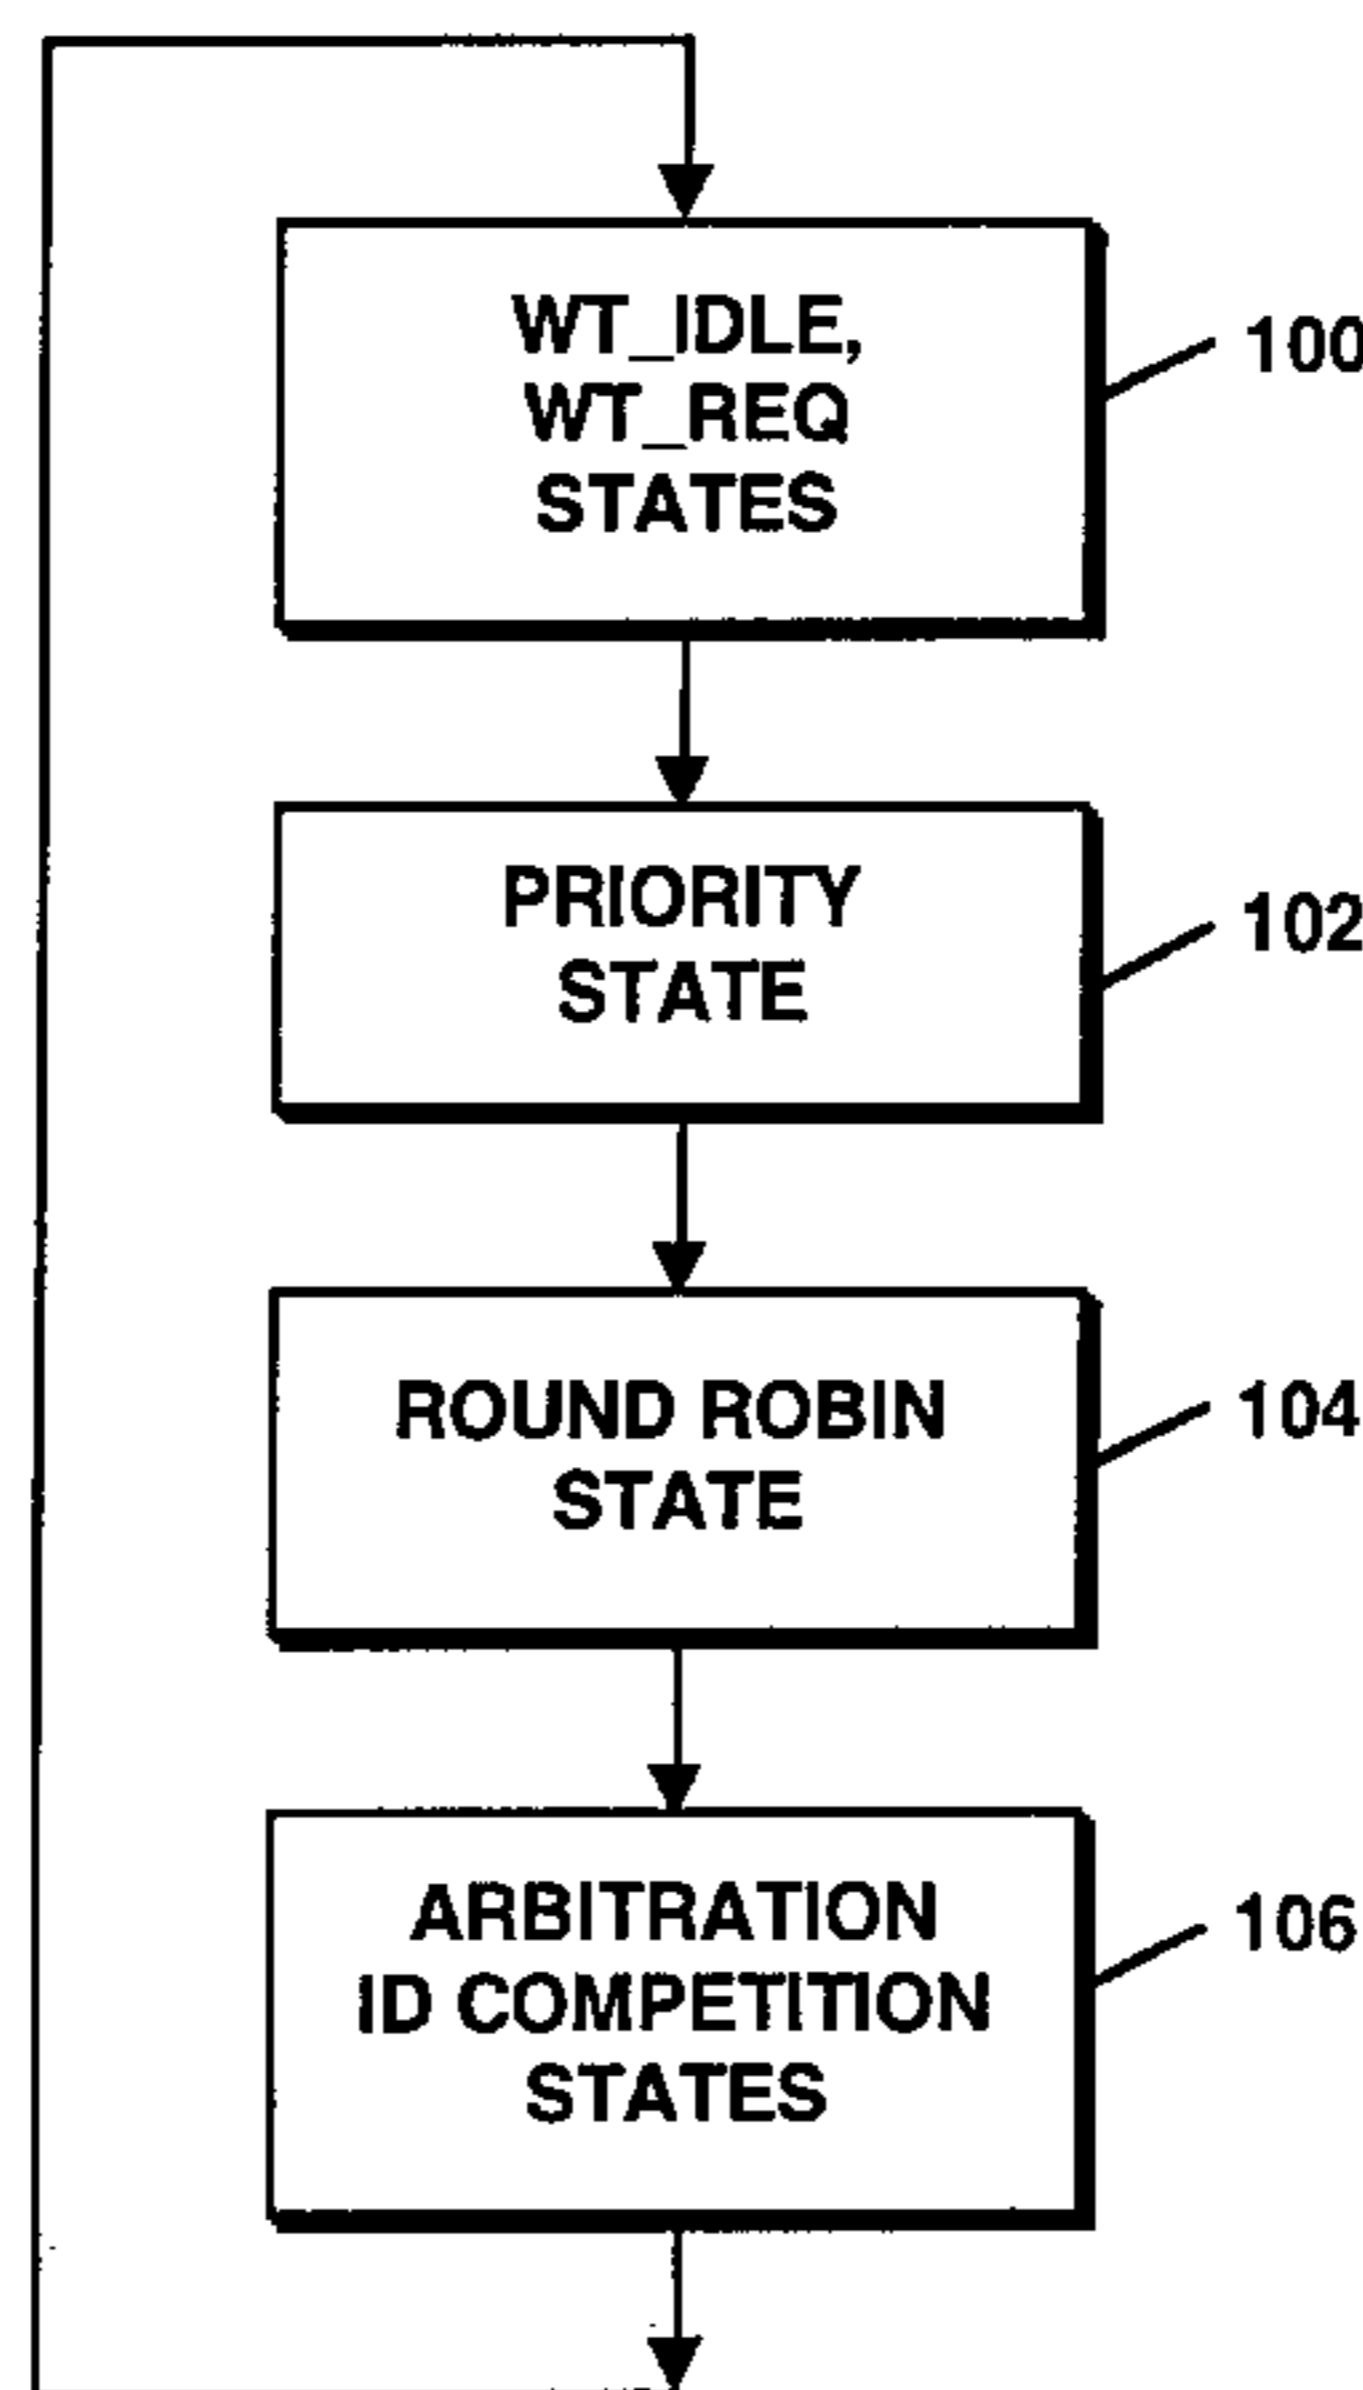 WT_IDLE,
WT_REQ
STATES
100
PRIORITY
STATE
102
ROUND ROBIN
STATE
104
ARBITRATION
ID COMPETITION
STATES
106